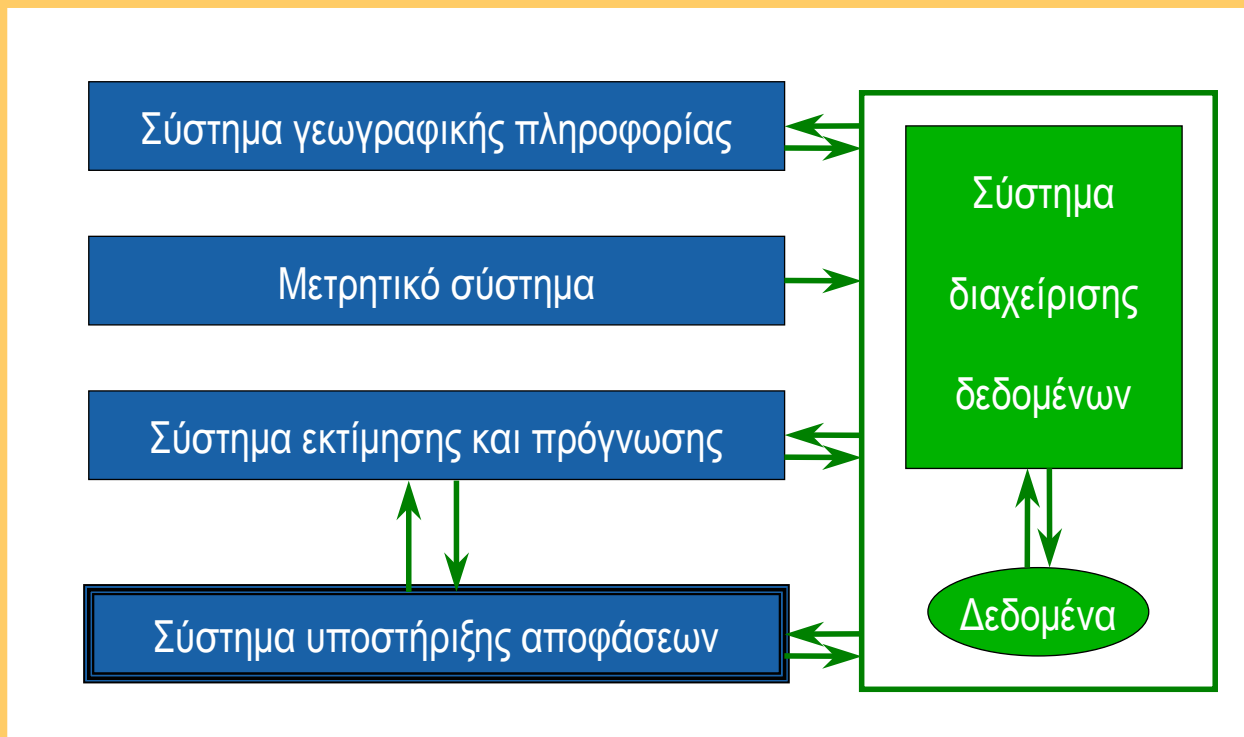 Σύστημα γεωγραφικής πληροφορίας
Μετρητικό σύστημα
Σύστημα εκτίμησης και πρόγνωσης
Σύστημα υποστήριξης αποφάσεων
Σύστημα
διαχείρισης
δεδομένων
Δεδομένα